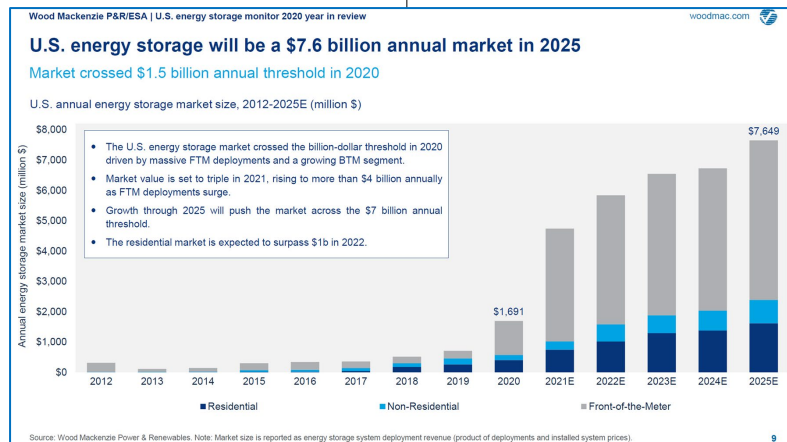 Wood Mackenzie P&R/ESA | U.S. energy storage monitor 2020 year in review
woodmac.com
U.S. energy storage will be a $7.6 billion annual market in 2025
Market crossed $1.5 billion annual threshold in 2020
U.S. annual energy storage market size, 2012-2025E (million $)
Annual energy storage market size (million $)
$8,000
$7,000
$6,000
$5,000
$4,000
$3,000
$2,000
$1,000
$0
• The U.S. energy storage market crossed the billion-dollar threshold in 2020
driven by massive FTM deployments and a growing BTM segment.
• Market value is set to triple in 2021, rising to more than $4 billion annually
as FTM deployments surge.
• Growth through 2025 will push the market across the $7 billion annual
threshold.
• The residential market is expected to surpass $1b in 2022.
$1,691
$7,649
2012 2013 2014 2015 2016 2017 2018 2019 2020 2021E 2022E 2023E 2024E 2025E
Residential Non-Residential Front-of-the-Meter
Source: Wood Mackenzie Power & Renewables. Note: Market size is reported as energy storage system deployment revenue (product of deployments and installed system prices).
9